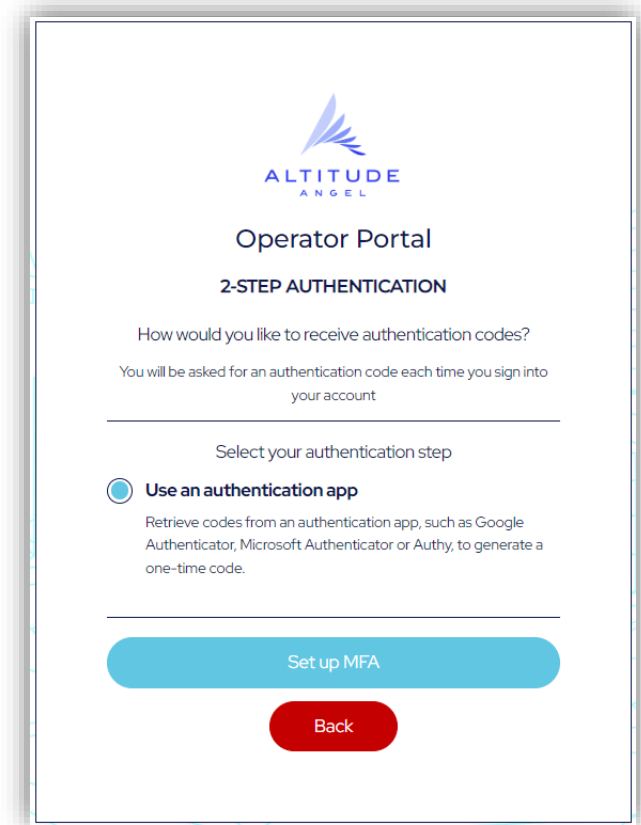 ALTITUDE
ANGEL
Operator Portal
2-STEP AUTHENTICATION
How would you like to receive authentication codes?
You will be asked for an authentication code each time you sign into
your account
Select your authentication step
Use an authentication app
Retrieve codes from an authentication app, such as Google
Authenticator, Microsoft Authenticator or Authy, to generate a
one-time code.
Set up MFA
Back